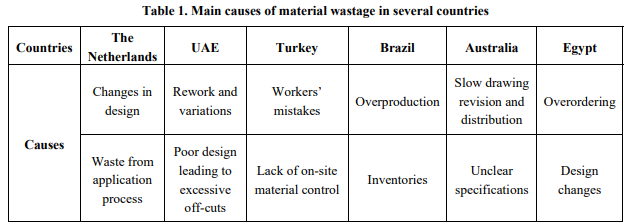 Table 1. Main causes of material wastage in several countries
Countries
The
Netherlands
UAE
Turkey
Brazil
Australia
Egypt
Causes
Changes in
design
Rework and
variations
Workers’
mistakes
Overproduction
Slow drawing
revision and
distribution
Overordering
Waste from
application
process
Poor design
leading to
excessive
off-cuts
Lack of on-site
material control
Inventories
Unclear
specifications
Design
changes